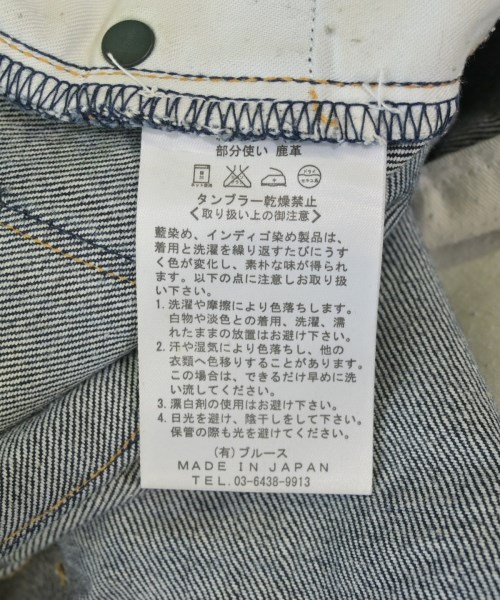 部分使い 鹿革
タンブラー乾燥禁止
〈取り扱い上の御注意〉
藍染め、インディゴ染め製品は、
着用と洗濯を繰り返すたびにうす
く色が変化し、素朴な味が得られ
ます。以下の点に注意しお取り扱
い下さい。
1. 洗濯や摩擦により色落ちします。
白物や淡色との着用、洗濯、濡
れたままの放置はお避け下さい。
2. 汗や湿気により色落ちし、他の
衣類へ色移りすることがあります。
この場合は、できるだけ早めに洗
い流してください。
3. 漂白剤の使用はお避け下さい。
4. 日光を避け、陰干しをして下さい。
保管の際も光を避けてください。
(有) ブルース
MADE IN JAPAN
TEL. 03-6438-9913